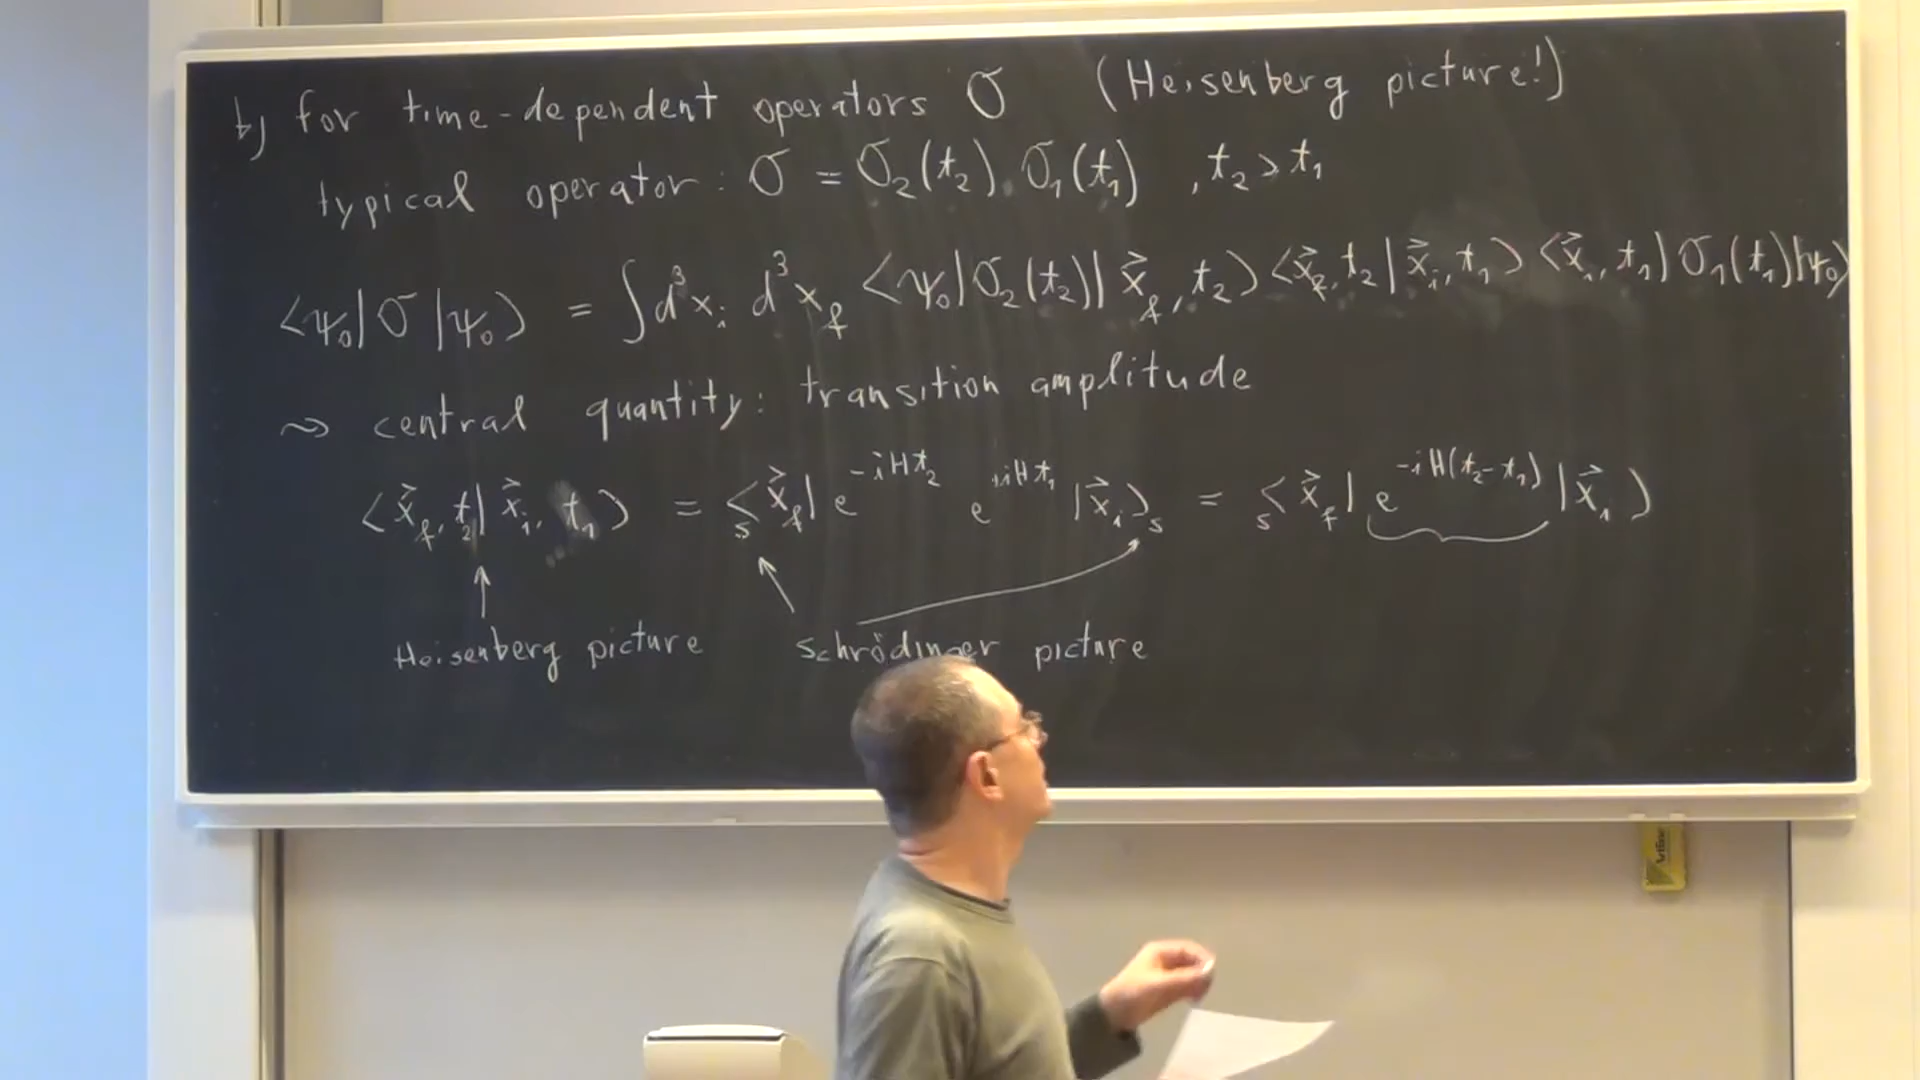 b) for time-dependent operators O (Heisenberg picture!)
typical operator: O = O₂(t₂) · O₁(t₁) , t₂ > t₁
⟨ψ₀| O |ψ₀⟩ = ∫ d³xᵢ d³x_f ⟨ψ₀|O₂(t₂)| x⃗_f, t₂⟩ ⟨x⃗_f, t₂ | x⃗ᵢ, t₁⟩ ⟨x⃗ᵢ, t₁| O₁(t₁)|ψ₀⟩
⤳ central quantity: transition amplitude
⟨x⃗_f, t₂| x⃗ᵢ, t₁⟩ = ₛ⟨x⃗_f| e^{-iHt₂} e^{+iHt₁} |x⃗ᵢ⟩ₛ = ₛ⟨x⃗_f| e^{-iH(t₂-t₁)} |x⃗ᵢ⟩
Heisenberg picture Schrödinger picture